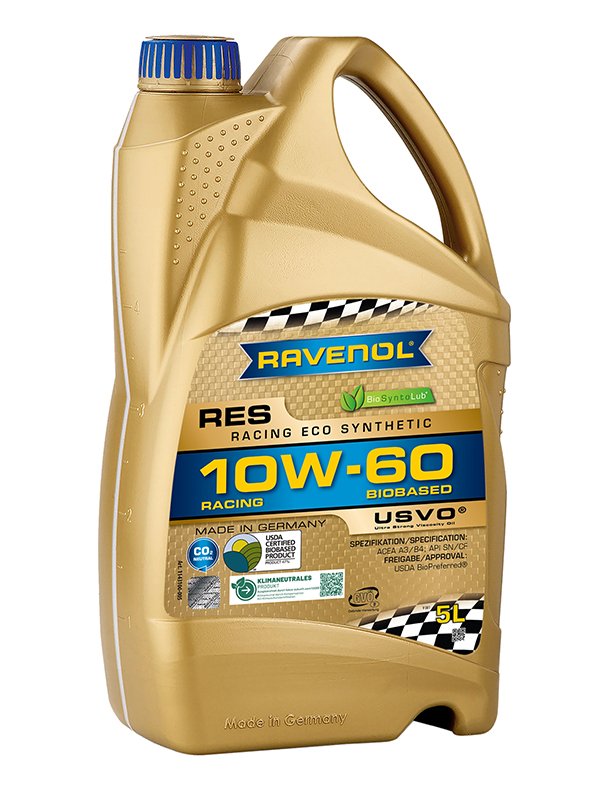 RAVENOL®
BioSyntoLub®
RES
RACING ECO SYNTHETIC
10W-60
RACING
BIOBASED
USVO®
Ultra Strong Viscosity Oil
MADE IN GERMANY
SPEZIFIKATION/SPECIFICATION:
ACEA A3/B4; API SN/CF
FREIGABE/APPROVAL:
USDA BioPreferred®
CO2
NEUTRAL
USDA
CERTIFIED
BIOBASED
PRODUCT
PRODUCT 47%
KLIMANEUTRALES
PRODUKT
5L
Made in Germany